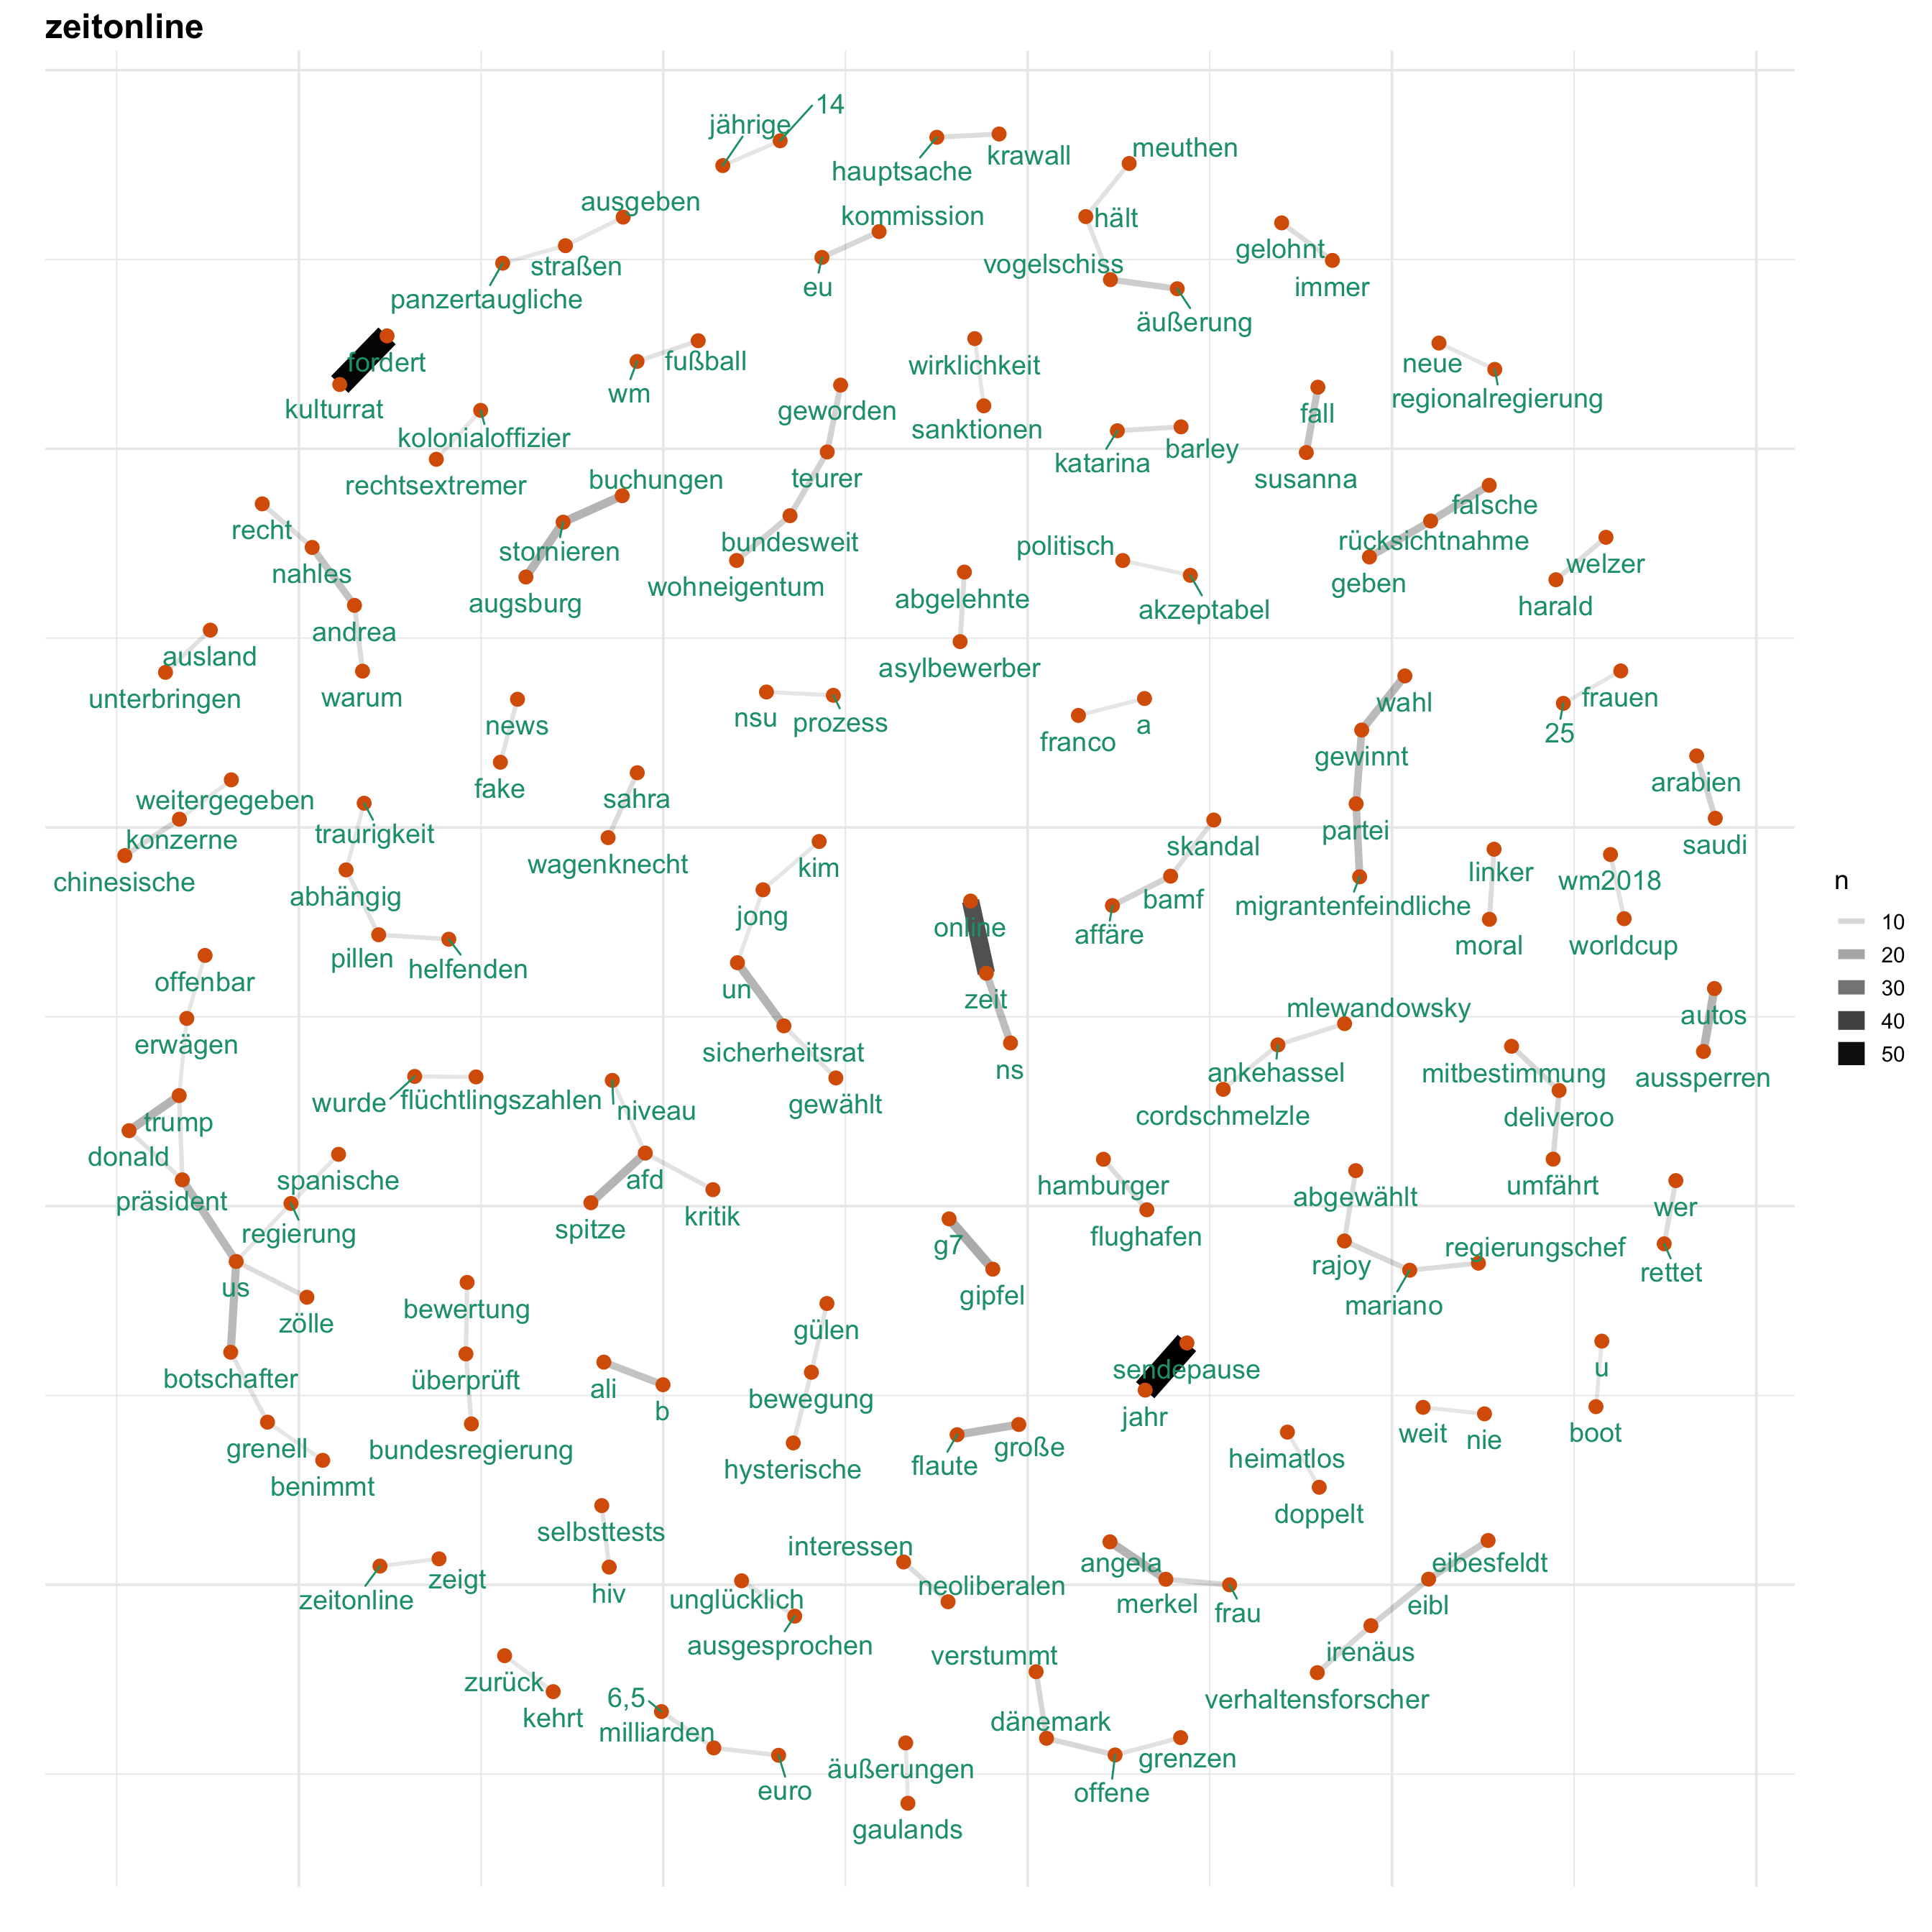 zeitonline
14
jährige
krawall
meuthen
hauptsache
ausgeben
kommission
hält
gelohnt
straßen
vogelschiss
eu
immer
panzertaugliche
äußerung
fordert
fußball
wirklichkeit
neue
wm
regionalregierung
kulturrat
geworden
fall
sanktionen
kolonialoffizier
barley
katarina
teurer
buchungen
susanna
rechtsextremer
falsche
recht
bundesweit
rücksichtnahme
politisch
stornieren
welzer
nahles
geben
wohneigentum
abgelehnte
augsburg
harald
akzeptabel
andrea
ausland
asylbewerber
unterbringen
warum
frauen
wahl
nsu
prozess
news
a
25
franco
gewinnt
arabien
fake
sahra
weitergegeben
partei
traurigkeit
konzerne
skandal
saudi
wagenknecht
kim
linker
wm2018
chinesische
abhängig
bamf
migrantenfeindliche
jong
online
affäre
moral
worldcup
pillen
helfenden
offenbar
un
zeit
mlewandowsky
autos
erwägen
sicherheitsrat
ns
ankehassel
mitbestimmung
aussperren
flüchtlingszahlen
wurde
gewählt
niveau
cordschmelzle
deliveroo
trump
donald
spanische
afd
hamburger
umfährt
präsident
abgewählt
wer
kritik
spitze
regierung
flughafen
g7
regierungschef
rajoy
rettet
us
gipfel
mariano
zölle
bewertung
gülen
botschafter
überprüft
ali
sendepause
u
bewegung
b
jahr
weit
boot
nie
grenell
bundesregierung
große
heimatlos
flaute
hysterische
benimmt
doppelt
selbsttests
interessen
angela
eibesfeldt
zeigt
neoliberalen
hiv
zeitonline
unglücklich
merkel
eibl
frau
ausgesprochen
verstummt
irenäus
zurück
6,5
verhaltensforscher
kehrt
milliarden
dänemark
grenzen
äußerungen
euro
offene
gaulands
n
10
20
30
40
50